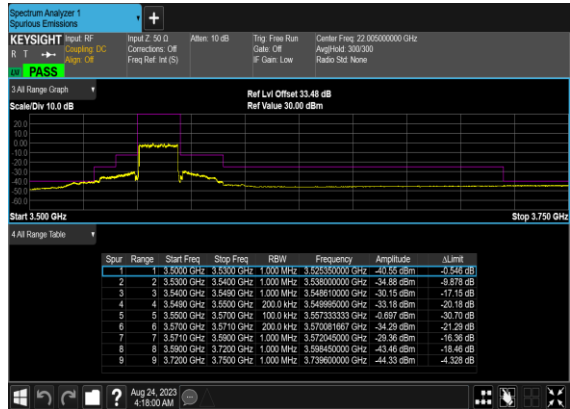 Spectrum Analyzer 1
Spurious Emissions
KEYSIGHT Input: RF Input Z: 50 Ω Atten: 10 dB Trig: Free Run Center Freq: 22.005000000 GHz
R T Coupling: DC Corrections: Off Gate: Off Avg|Hold: 300/300
Align: Off Freq Ref: Int (S) IF Gain: Low Radio Std: None
PASS
3 All Range Graph
Ref Lvl Offset 33.48 dB
Scale/Div 10.0 dB Ref Value 30.00 dBm
20.0
10.0
0.00
-10.0
-20.0
-30.0
-40.0
-50.0
-60.0
Start 3.500 GHz Stop 3.750 GHz
4 All Range Table
Spur Range Start Freq Stop Freq RBW Frequency Amplitude ΔLimit
1 1 3.5000 GHz 3.5300 GHz 1.000 MHz 3.525350000 GHz -40.55 dBm -0.546 dB
2 2 3.5300 GHz 3.5400 GHz 1.000 MHz 3.538000000 GHz -34.88 dBm -9.878 dB
3 3 3.5400 GHz 3.5490 GHz 1.000 MHz 3.548610000 GHz -30.15 dBm -17.15 dB
4 4 3.5490 GHz 3.5500 GHz 200.0 kHz 3.549995000 GHz -33.18 dBm -20.18 dB
5 5 3.5500 GHz 3.5700 GHz 100.0 kHz 3.557333333 GHz -0.697 dBm -30.70 dB
6 6 3.5700 GHz 3.5710 GHz 200.0 kHz 3.570081667 GHz -34.29 dBm -21.29 dB
7 7 3.5710 GHz 3.5900 GHz 1.000 MHz 3.572045000 GHz -29.36 dBm -16.36 dB
8 8 3.5900 GHz 3.7200 GHz 1.000 MHz 3.598450000 GHz -43.46 dBm -18.46 dB
9 9 3.7200 GHz 3.7500 GHz 1.000 MHz 3.739600000 GHz -44.33 dBm -4.328 dB
? Aug 24, 2023
4:18:00 AM